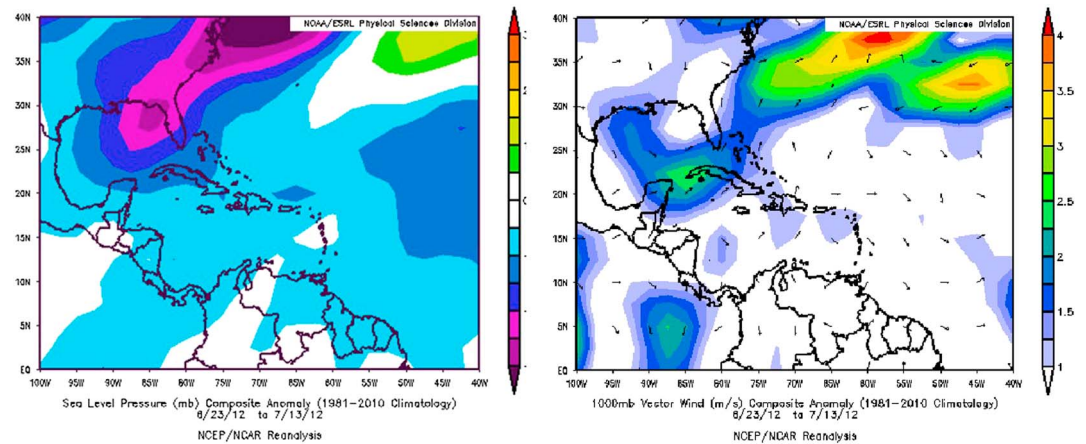 NOAA/ESRL Physical Sciences Division
40N
35N
30N
25N
20N
15N
10N
5N
EQ
100W 95W 90W 85W 80W 75W 70W 65W 60W 55W 50W 45W 40W
Sea Level Pressure (mb) Composite Anomaly (1981-2010 Climatology)
6/23/12 to 7/13/12
NCEP/NCAR Reanalysis
NOAA/ESRL Physical Sciences Division
40N
35N
30N
25N
20N
15N
10N
5N
EQ
100W 95W 90W 85W 80W 75W 70W 65W 60W 55W 50W 45W 40W
4
3.5
3
2.5
2
1.5
1
1000mb Vector Wind (m/s) Composite Anomaly (1981-2010 Climatology)
6/23/12 to 7/13/12
NCEP/NCAR Reanalysis